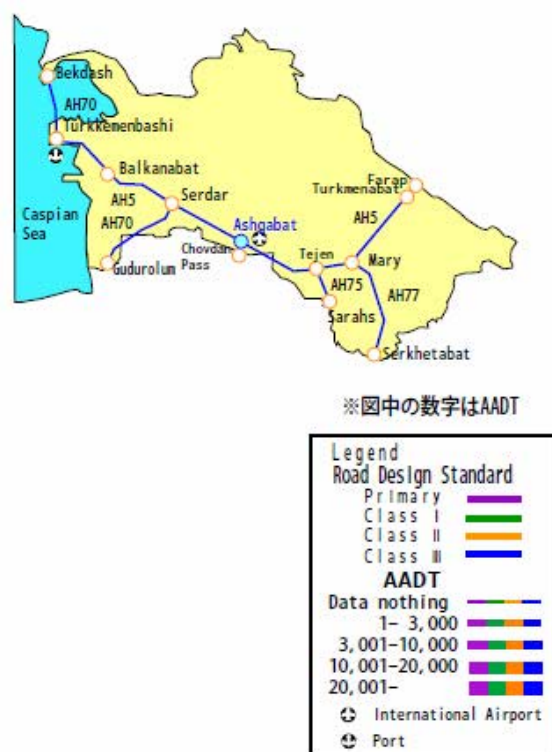 Bekdash
AH70
Turkkemenbashi
Balkanabat
Serdar
AH5
AH70
Caspian
Sea
Gudurolum
Ashgabat
Chovdan
Pass
Farap
Turkmenabat
AH5
Tejen
Mary
AH75
AH77
Sarahs
Serkhetabat
※図中の数字はAADT
Legend
Road Design Standard
Primary
Class Ⅰ
Class Ⅱ
Class Ⅲ
AADT
Data nothing
1- 3,000
3,001-10,000
10,001-20,000
20,001-
International Airport
Port